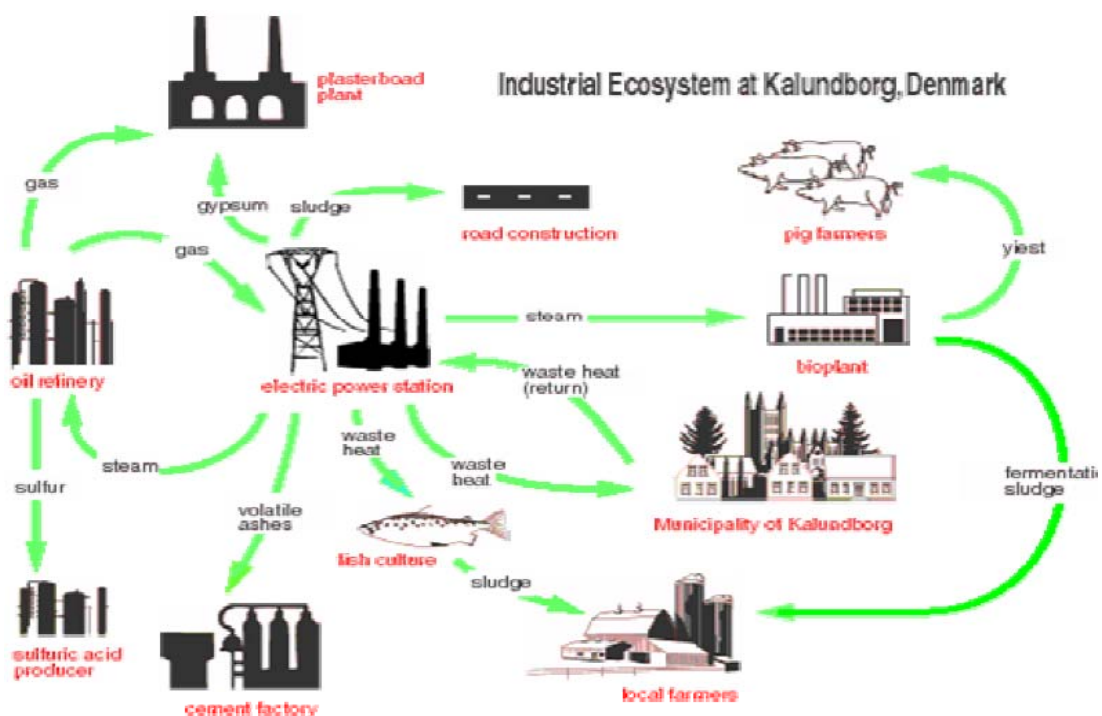 plasterboad
plant
Industrial Ecosystem at Kalundborg, Denmark
gas
gypsum
sludge
road construction
pig farmers
yiest
gas
steam
bioplant
oil refinery
electric power station
waste heat
(return)
waste
heat
waste
heat
steam
sulfur
fermentatic
sludge
volatile
ashes
Municipality of Kalundborg
fish culture
sludge
sulfuric acid
producer
cement factory
local farmers